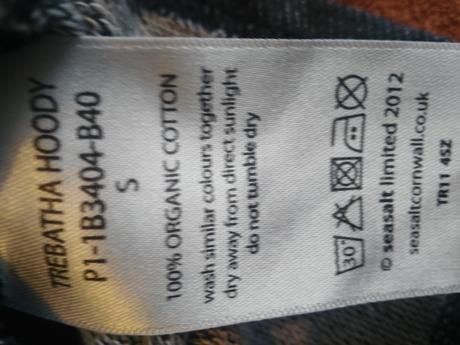 TREBATHA HOODY
P1-1B3404-B40
S
100% ORGANIC COTTON
wash similar colours together
dry away from direct sunlight
do not tumble dry
30°
© seasalt limited 2012
seasaltcornwall.co.uk
TR11 4SZ